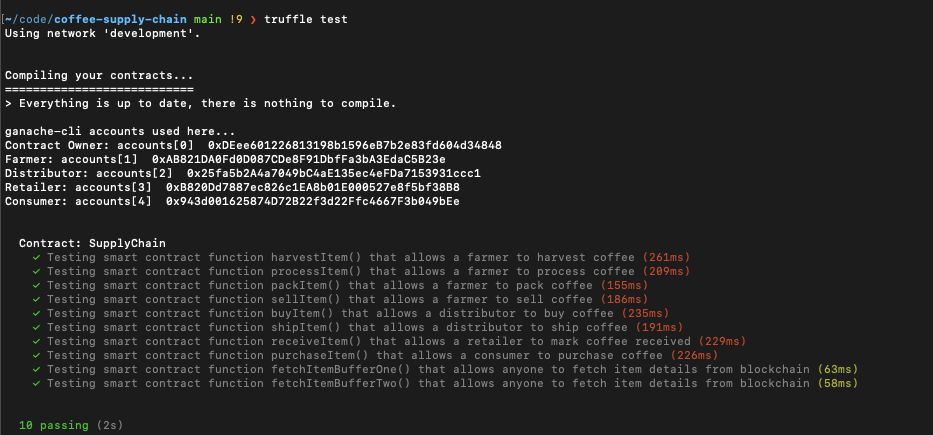 [~/code/coffee-supply-chain main !9 ❯ truffle test
Using network 'development'.
Compiling your contracts...
===========================
> Everything is up to date, there is nothing to compile.
ganache-cli accounts used here...
Contract Owner: accounts[0]  0xDEee601226813198b1596eB7b2e83fd604d34848
Farmer: accounts[1]  0xAB821DA0Fd0D087CDe8F91DbfFa3bA3EdaC5B23e
Distributor: accounts[2]  0x25fa5b2A4a7049bC4aE135ec4eFDa7153931ccc1
Retailer: accounts[3]  0xB820Dd7887ec826c1EA8b01E000527e8f5bf38B8
Consumer: accounts[4]  0x943d001625874D72B22f3d22Ffc4667F3b049bEe
Contract: SupplyChain
✓ Testing smart contract function harvestItem() that allows a farmer to harvest coffee (261ms)
✓ Testing smart contract function processItem() that allows a farmer to process coffee (209ms)
✓ Testing smart contract function packItem() that allows a farmer to pack coffee (155ms)
✓ Testing smart contract function sellItem() that allows a farmer to sell coffee (186ms)
✓ Testing smart contract function buyItem() that allows a distributor to buy coffee (235ms)
✓ Testing smart contract function shipItem() that allows a distributor to ship coffee (191ms)
✓ Testing smart contract function receiveItem() that allows a retailer to mark coffee received (229ms)
✓ Testing smart contract function purchaseItem() that allows a consumer to purchase coffee (226ms)
✓ Testing smart contract function fetchItemBufferOne() that allows anyone to fetch item details from blockchain (63ms)
✓ Testing smart contract function fetchItemBufferTwo() that allows anyone to fetch item details from blockchain (58ms)
10 passing (2s)